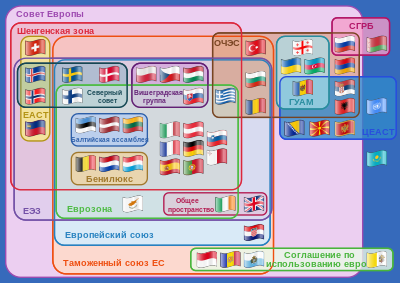 Совет Европы
Шенгенская зона
СГРБ
ОЧЭС
Северный
совет
Вишеградская
группа
ГУАМ
ЕАСТ
Балтийская ассамблея
ЦЕАСТ
Бенилюкс
Еврозона
Общее
пространство
ЕЭЗ
Европейский союз
Таможенный союз ЕС
Соглашение по
использованию евро